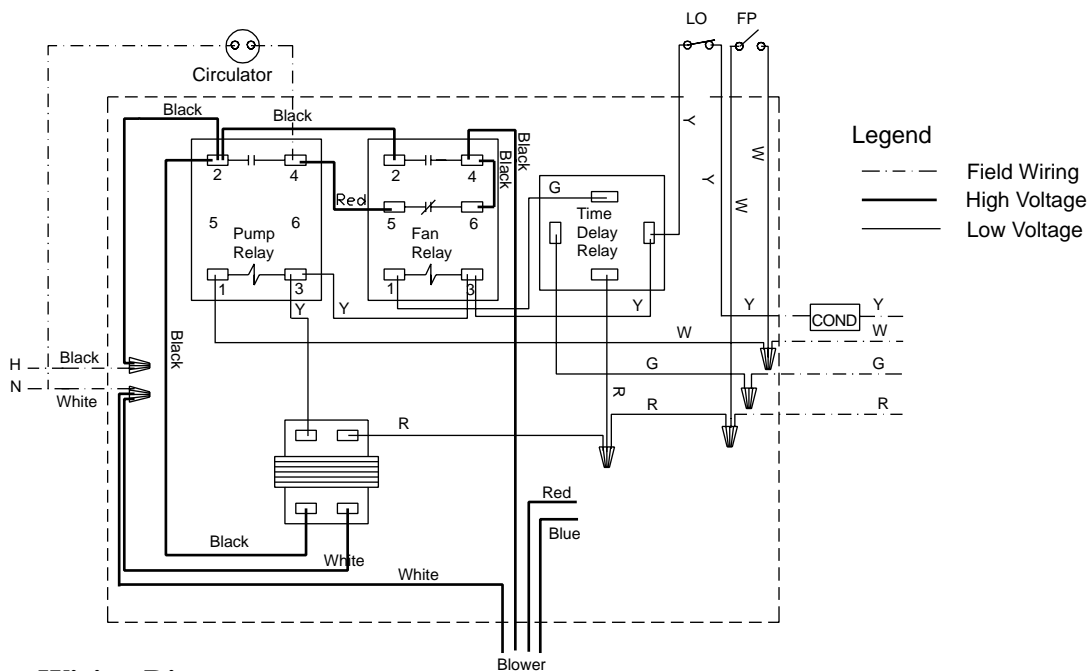 LO FP
Circulator
Black
Black
Black
Black
Y
W
Y
W
Legend
Field Wiring
High Voltage
Low Voltage
2 4
2 4
Red
G
5 6
5 6
Pump
Relay
Fan
Relay
Time
Delay
Relay
1 3
1 3
Y
Y
Y
Y
COND
Y
Black
W
W
H
Black
N
White
G
G
R
R
R
R
Red
Blue
Black
White
White
Blower